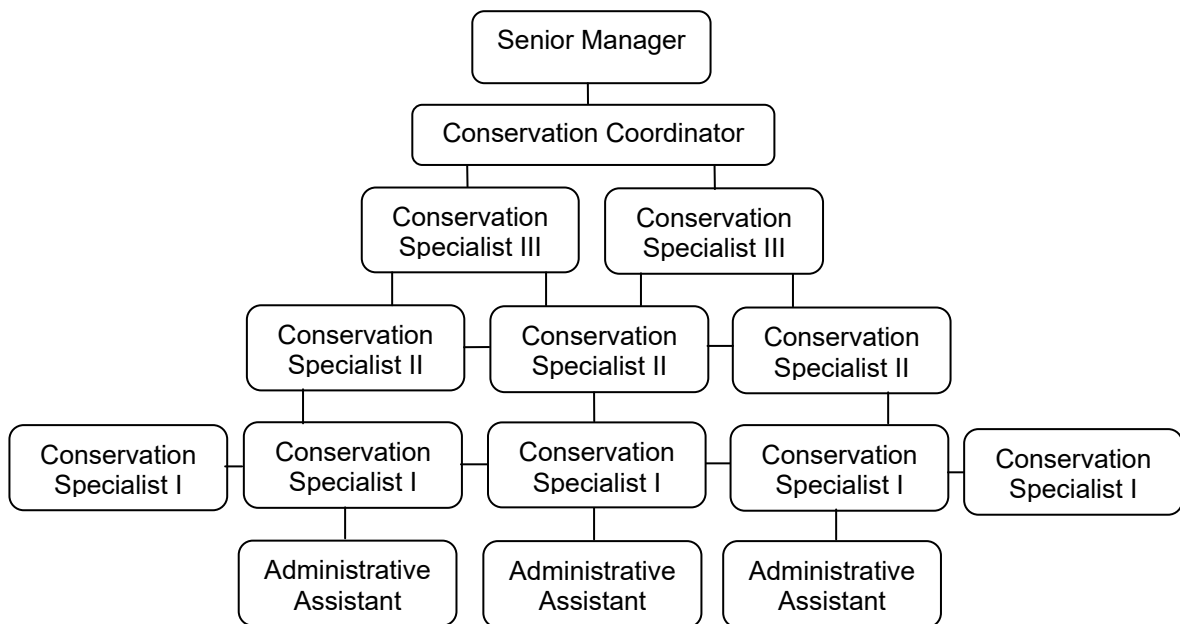 Senior Manager
Conservation Coordinator
Conservation
Specialist III
Conservation
Specialist III
Conservation
Specialist II
Conservation
Specialist II
Conservation
Specialist II
Conservation
Specialist I
Conservation
Specialist I
Conservation
Specialist I
Conservation
Specialist I
Conservation
Specialist I
Administrative
Assistant
Administrative
Assistant
Administrative
Assistant